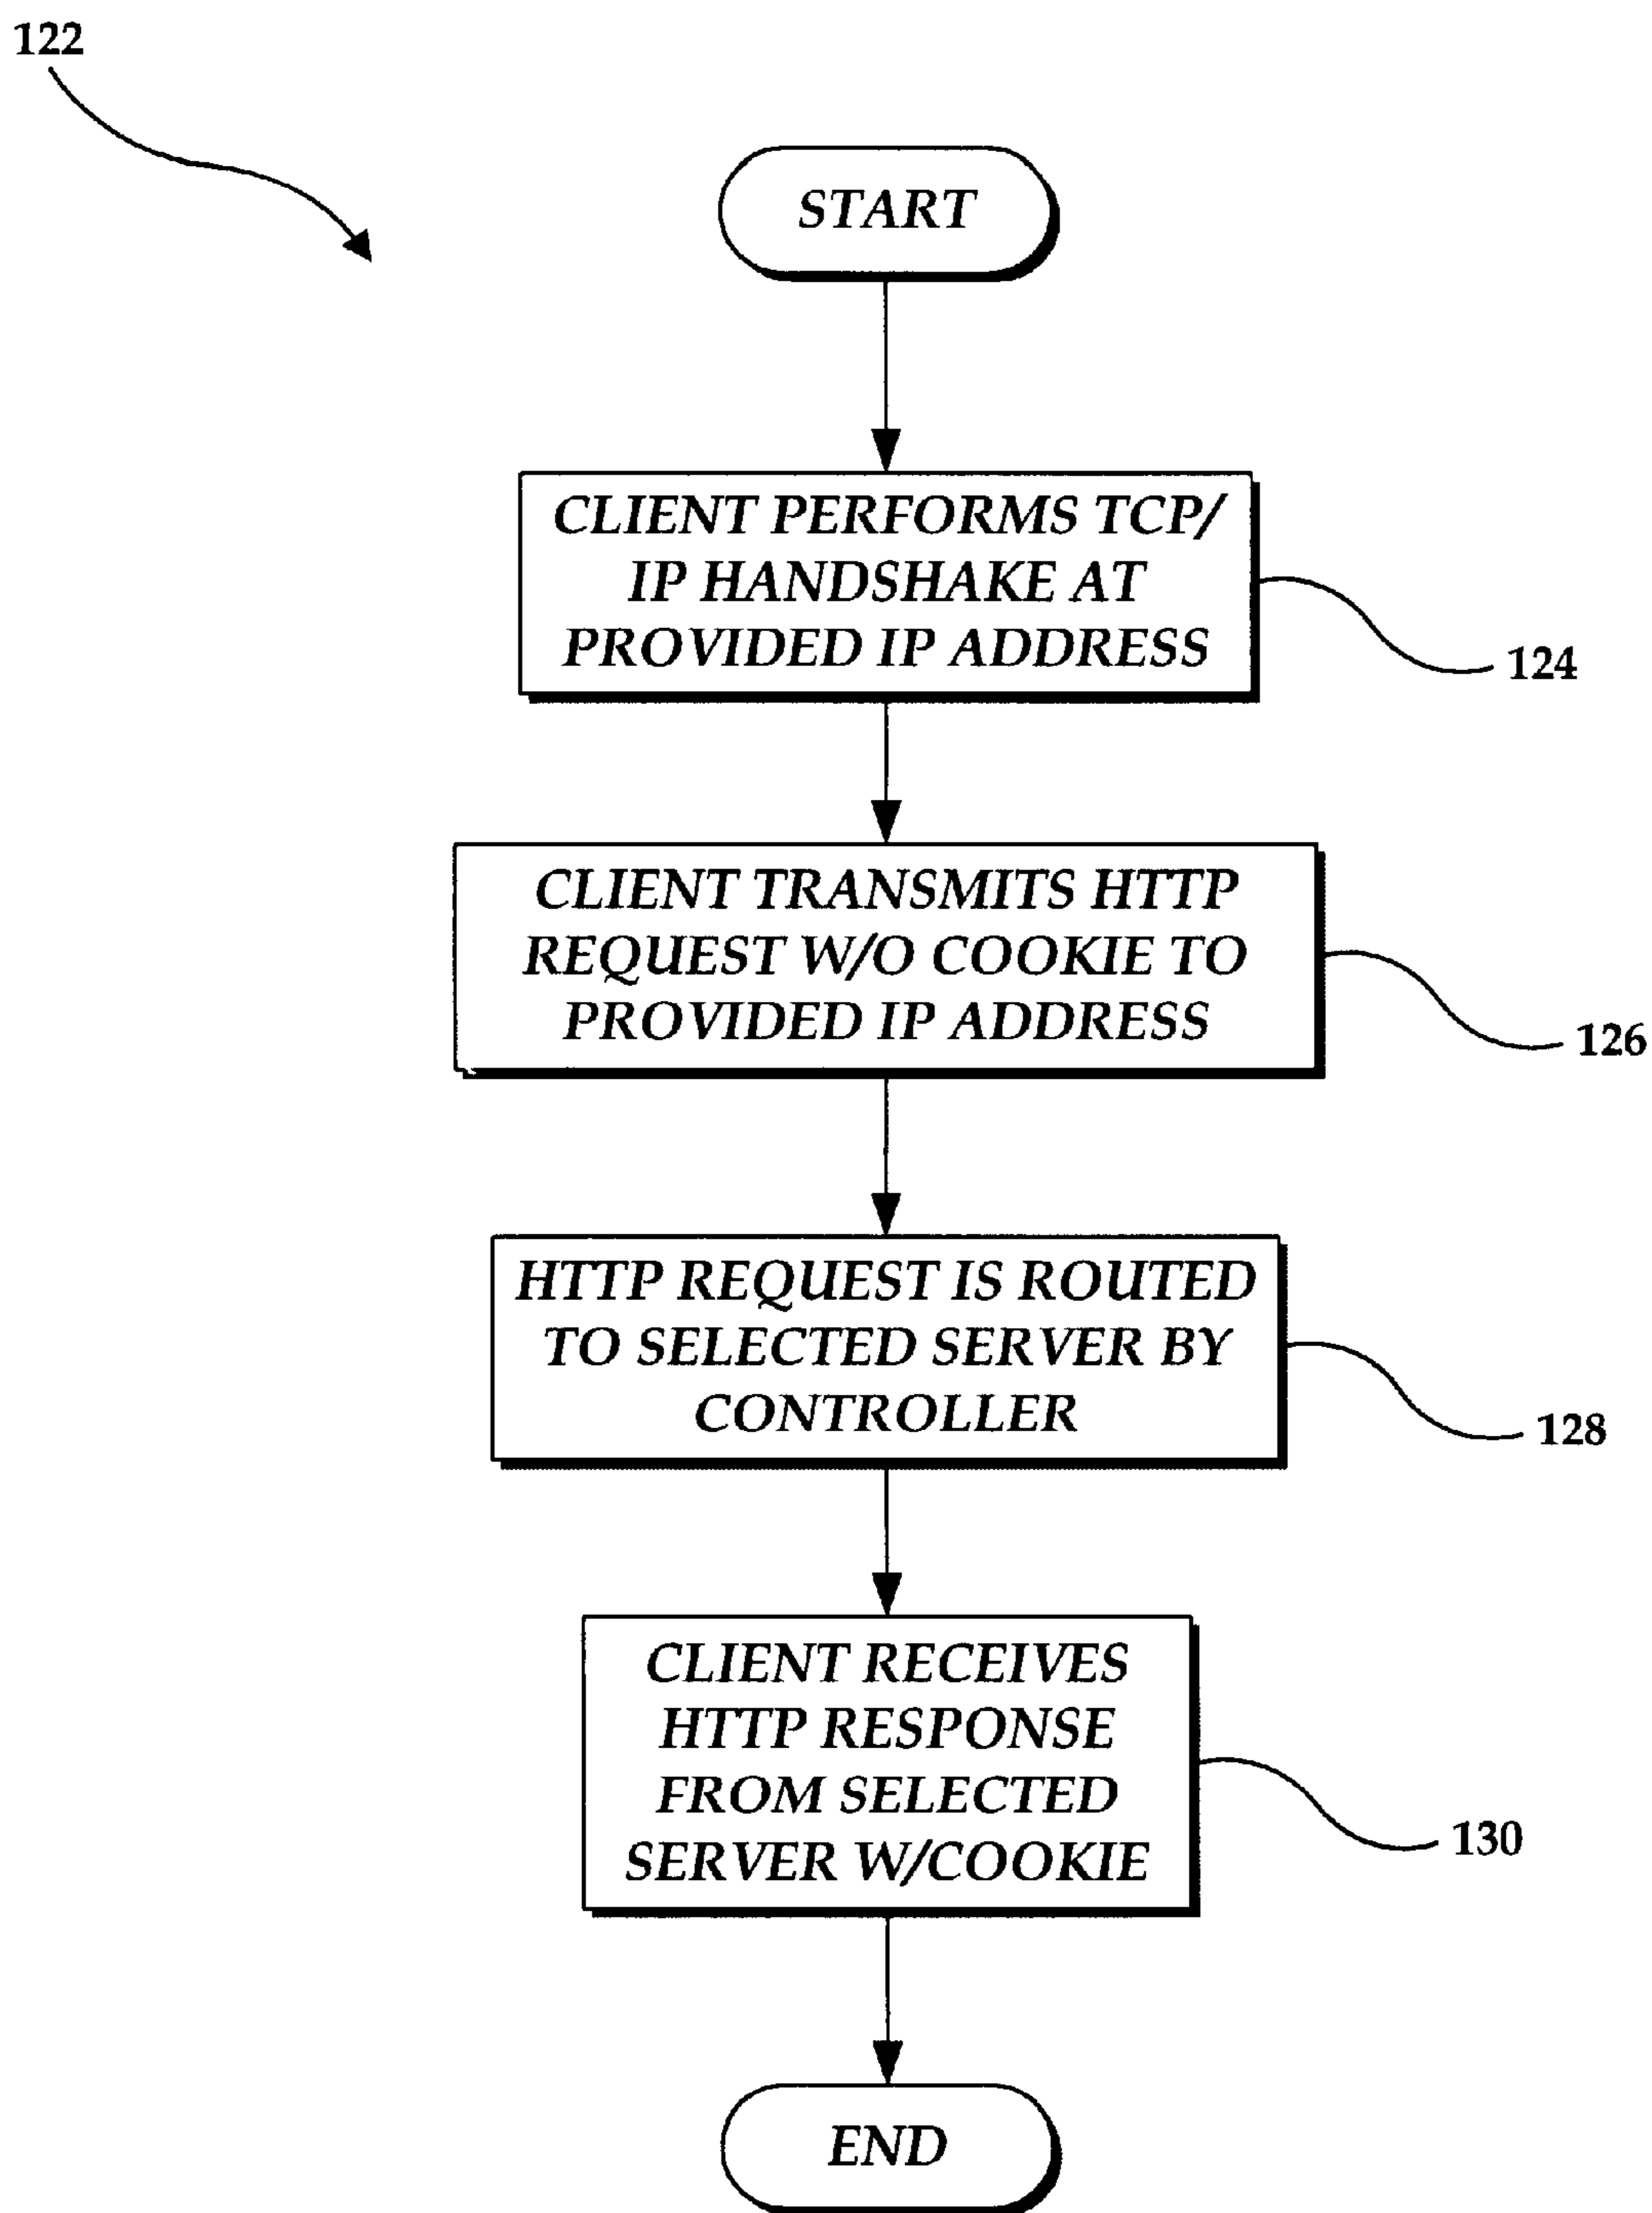 122
START
CLIENT PERFORMS TCP/
IP HANDSHAKE AT
PROVIDED IP ADDRESS
124
CLIENT TRANSMITS HTTP
REQUEST W/O COOKIE TO
PROVIDED IP ADDRESS
126
HTTP REQUEST IS ROUTED
TO SELECTED SERVER BY
CONTROLLER
128
CLIENT RECEIVES
HTTP RESPONSE
FROM SELECTED
SERVER W/COOKIE
130
END